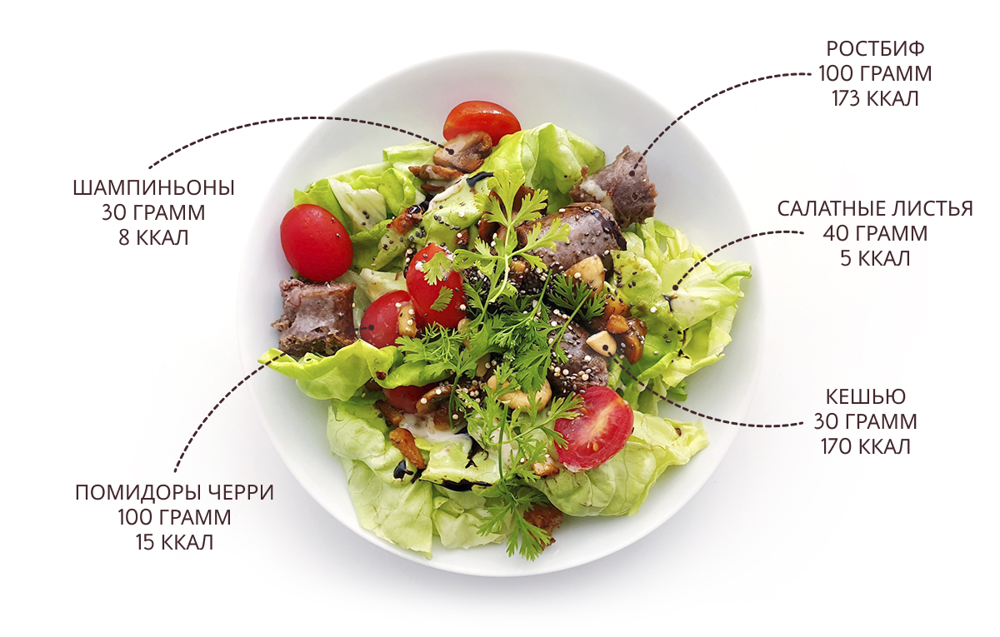 РОСТБИФ
100 ГРАММ
173 ККАЛ
ШАМПИНЬОНЫ
30 ГРАММ
8 ККАЛ
САЛАТНЫЕ ЛИСТЬЯ
40 ГРАММ
5 ККАЛ
КЕШЬЮ
30 ГРАММ
170 ККАЛ
ПОМИДОРЫ ЧЕРРИ
100 ГРАММ
15 ККАЛ